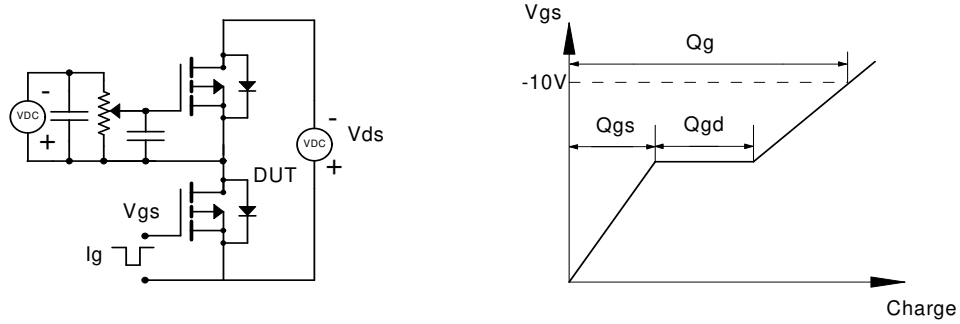 -
VDC
+
-
VDC
+
Vds
DUT
Vgs
Ig
Vgs
Qg
-10V
Qgs
Qgd
Charge